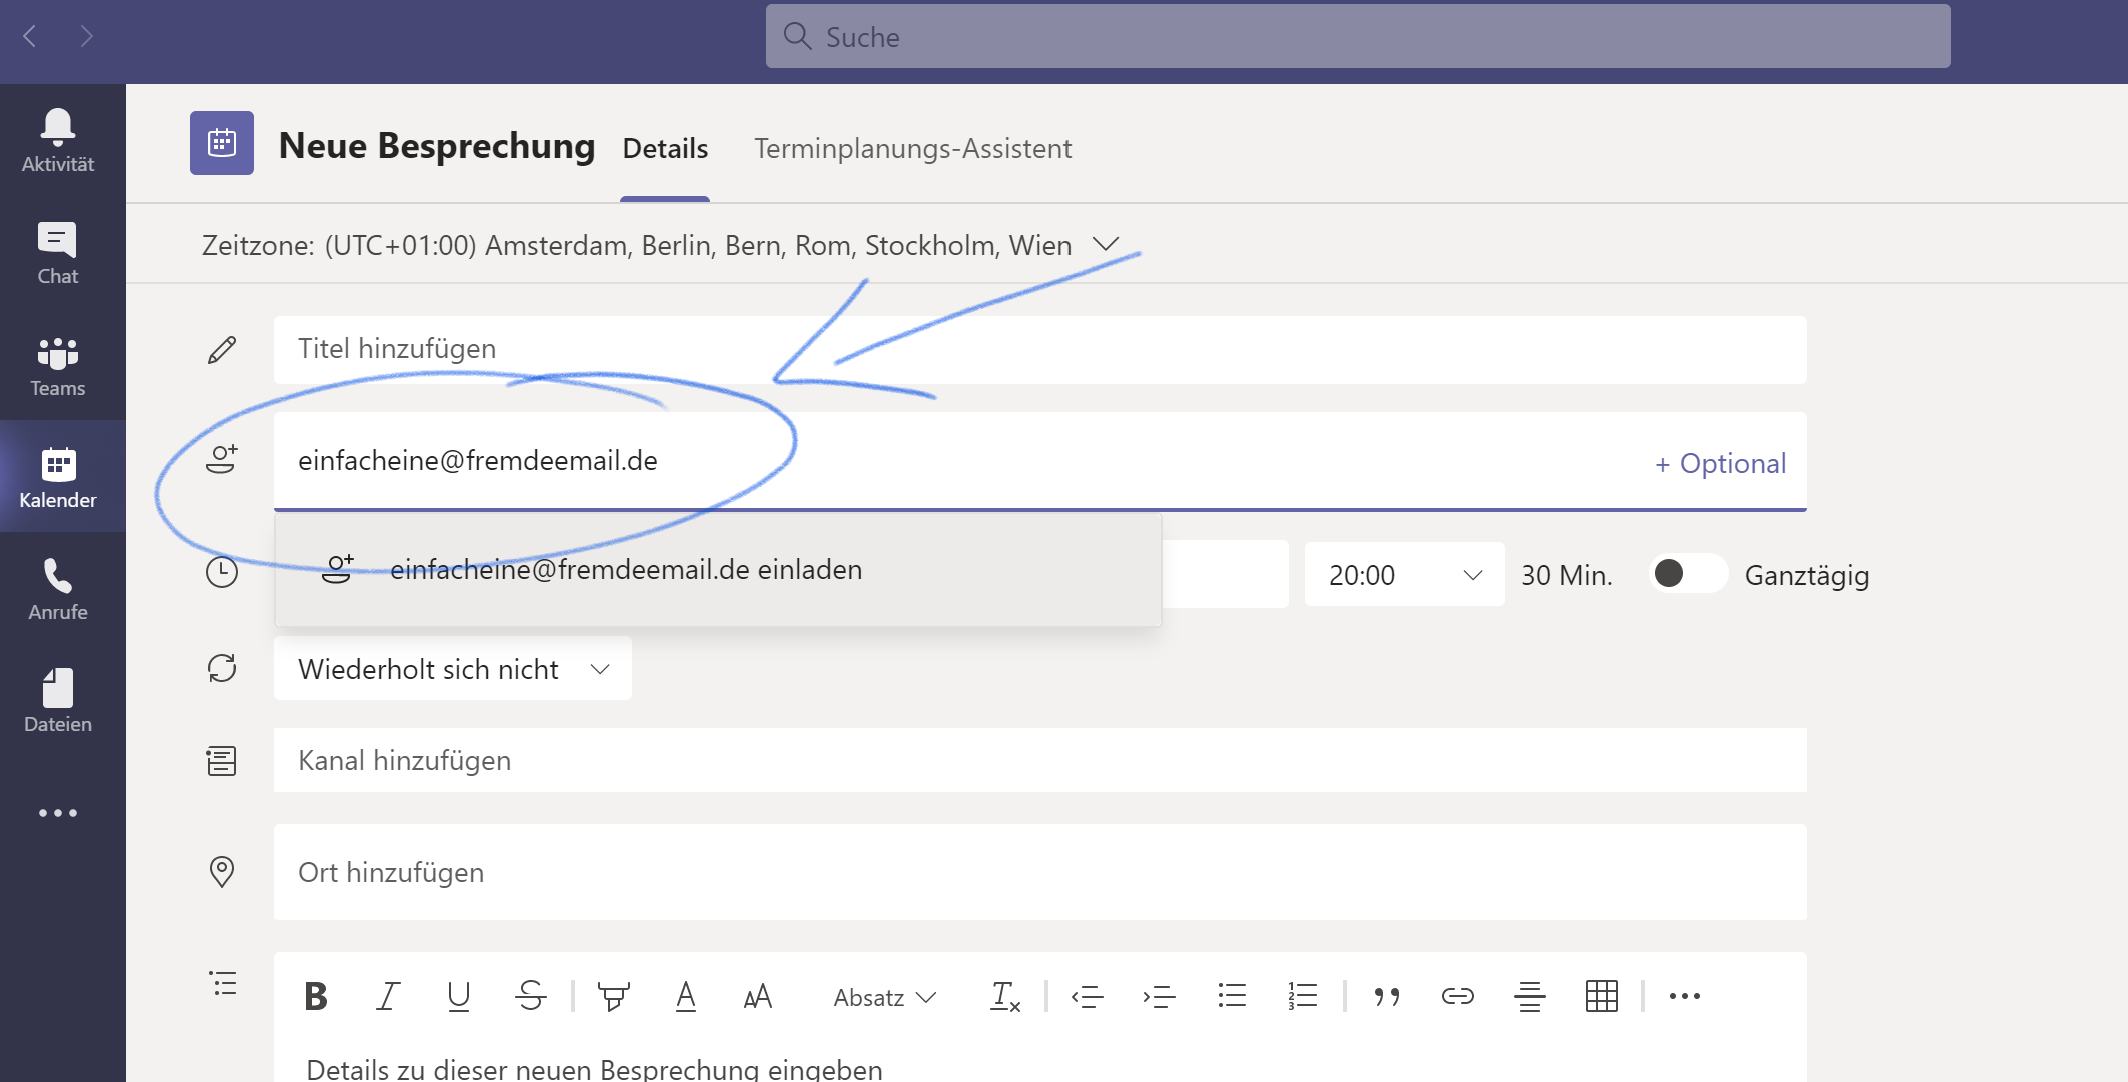 Suche
Aktivität
Chat
Teams
Kalender
Anrufe
Dateien
Neue Besprechung Details Terminplanungs-Assistent
Zeitzone: (UTC+01:00) Amsterdam, Berlin, Bern, Rom, Stockholm, Wien
Titel hinzufügen
einfacheine@fremdeemail.de + Optional
einfacheine@fremdeemail.de einladen
20:00 30 Min. Ganztägig
Wiederholt sich nicht
Kanal hinzufügen
Ort hinzufügen
Absatz
Details zu dieser neuen Besprechung eingeben